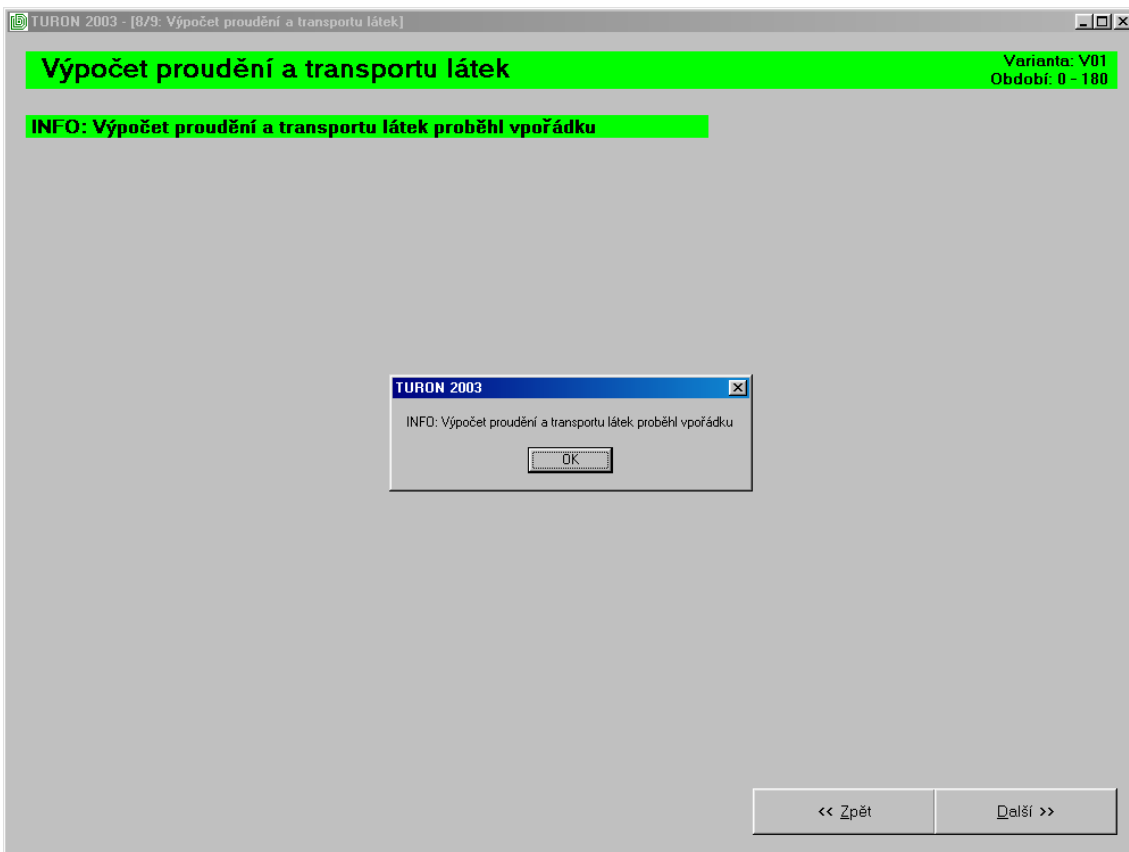 TURON 2003 - [8/9: Výpočet proudění a transportu látek]
Výpočet proudění a transportu látek
Varianta: V01
Období: 0 - 180
INFO: Výpočet proudění a transportu látek proběhl vpořádku
TURON 2003
INFO: Výpočet proudění a transportu látek proběhl vpořádku
OK
<< Zpět
Další >>